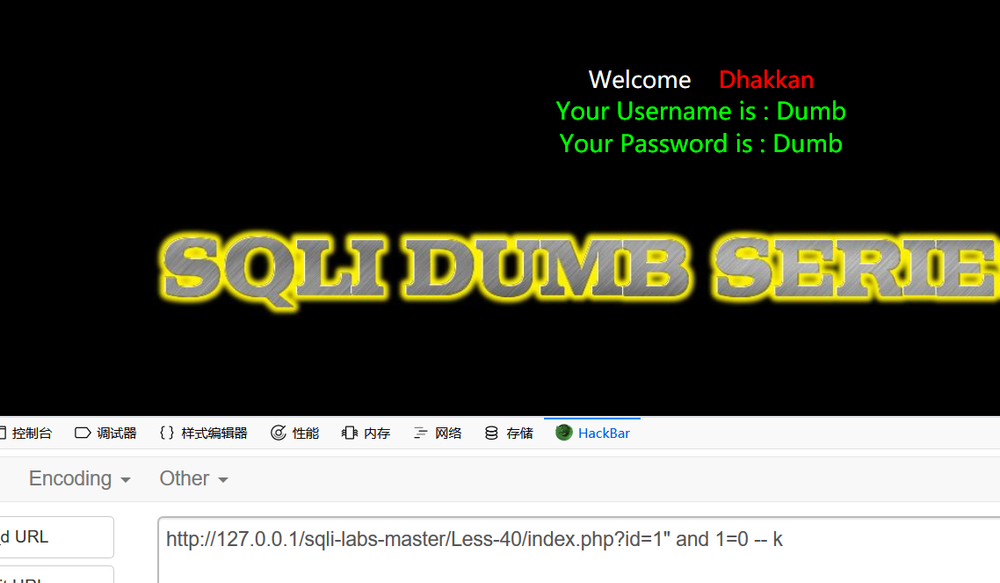 Welcome Dhakkan
Your Username is : Dumb
Your Password is : Dumb
SQLI DUMB SERIE
控制台 调试器 {} 样式编辑器 性能 内存 网络 存储 HackBar
Encoding Other
d URL
http://127.0.0.1/sqli-labs-master/Less-40/index.php?id=1" and 1=0 -- k